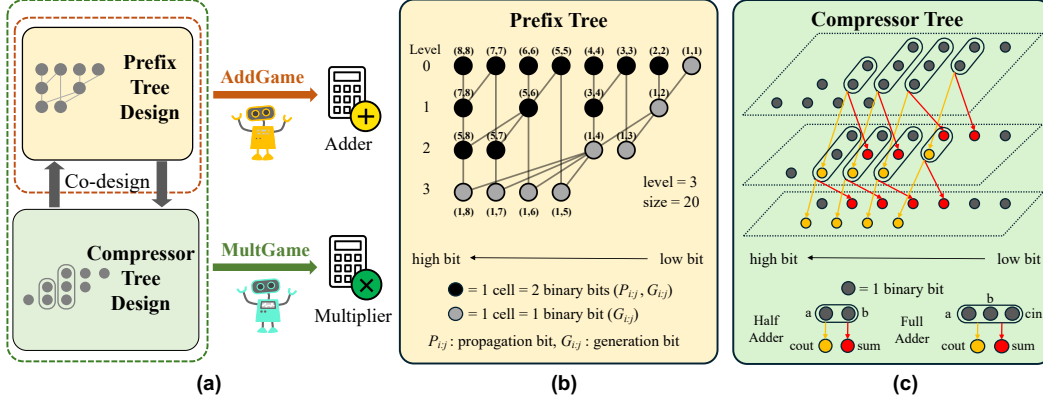 Prefix
Tree
Design
Co-design
Compressor
Tree
Design
AddGame
Adder
MultGame
Multiplier
(a)
Prefix Tree
Level
(8,8) (7,7) (6,6) (5,5) (4,4) (3,3) (2,2) (1,1)
0
(7,8) (5,6) (3,4) (1,2)
1
(5,8) (5,7) (1,4) (1,3)
2
3
(1,8) (1,7) (1,6) (1,5)
level = 3
size = 20
high bit low bit
= 1 cell = 2 binary bits (P_{i:j}, G_{i:j})
= 1 cell = 1 binary bit (G_{i:j})
P_{i:j} : propagation bit, G_{i:j} : generation bit
(b)
Compressor Tree
high bit low bit
= 1 binary bit
Half
Adder
a b
cout sum
Full
Adder
a b cin
cout sum
(c)